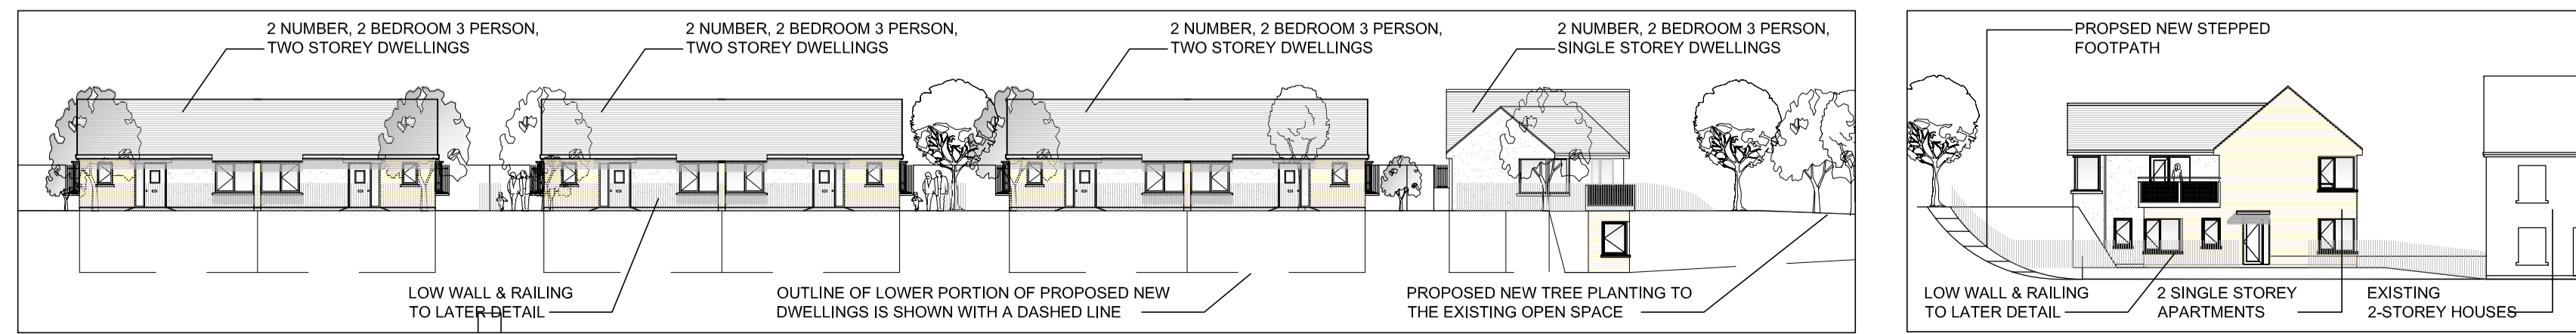 2 NUMBER, 2 BEDROOM 3 PERSON,
TWO STOREY DWELLINGS
2 NUMBER, 2 BEDROOM 3 PERSON,
TWO STOREY DWELLINGS
2 NUMBER, 2 BEDROOM 3 PERSON,
TWO STOREY DWELLINGS
2 NUMBER, 2 BEDROOM 3 PERSON,
SINGLE STOREY DWELLINGS
LOW WALL & RAILING
TO LATER DETAIL
OUTLINE OF LOWER PORTION OF PROPOSED NEW
DWELLINGS IS SHOWN WITH A DASHED LINE
PROPOSED NEW TREE PLANTING TO
THE EXISTING OPEN SPACE
PROPSED NEW STEPPED
FOOTPATH
LOW WALL & RAILING
TO LATER DETAIL
2 SINGLE STOREY
APARTMENTS
EXISTING
2-STOREY HOUSES